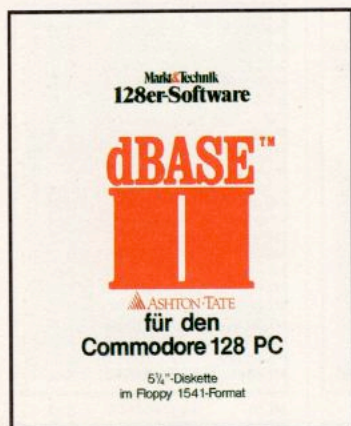 Markt&Technik
128er-Software
dBASE™
II
ASHTON·TATE
für den
Commodore 128 PC
5¼"-Diskette
im Floppy 1541-Format